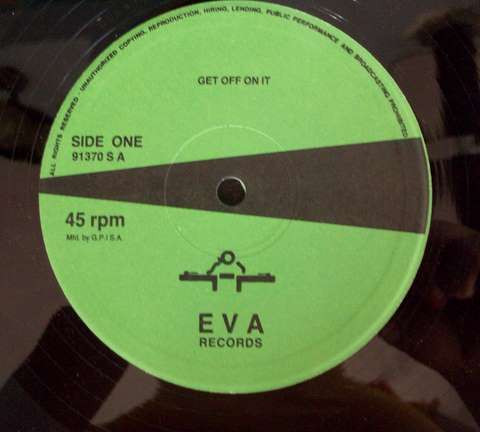 ALL RIGHTS RESERVED - UNAUTHORIZED COPYING, REPRODUCTION, HIRING, LENDING, PUBLIC PERFORMANCE AND BROADCASTING PROHIBITED
GET OFF ON IT
SIDE ONE
91370 S A
45 rpm
Mfd. by G.P.I S.A.
EVA
RECORDS